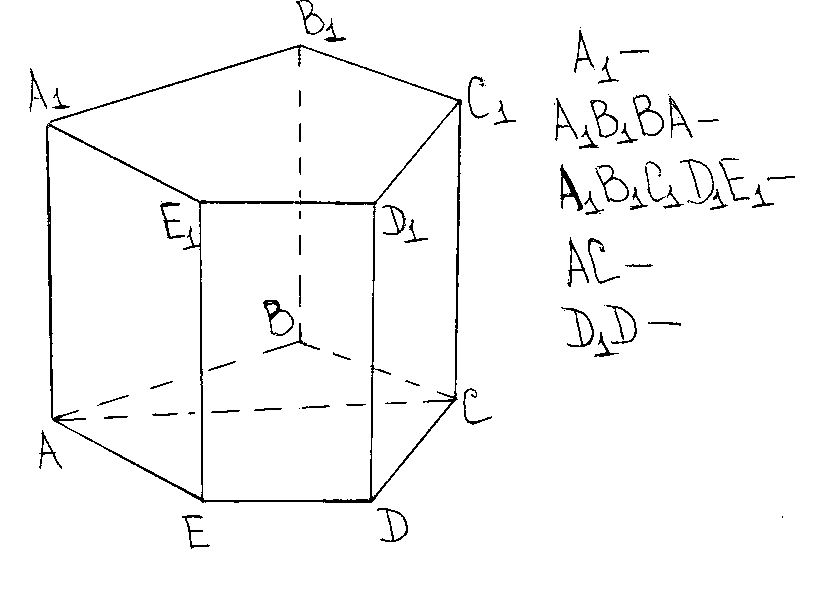 B1
A1
C1
E1
D1
B
A
C
E
D
A1 —
A1B1BA —
A1B1C1D1E1 —
AC —
D1D —